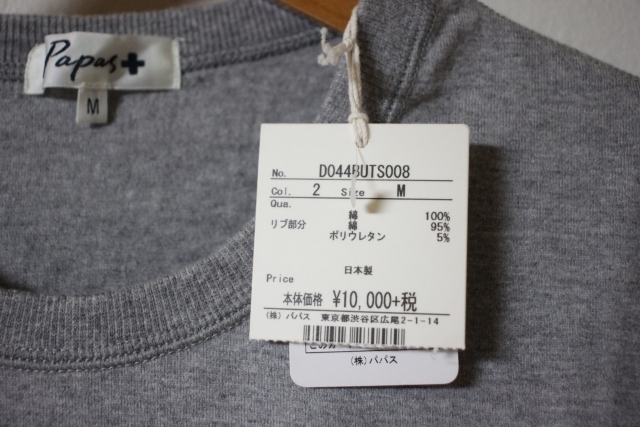 Papas+
M
No. D044BUTS008
Col. 2 Size M
Qua.
綿 100%
リブ部分 綿 95%
ポリウレタン 5%
日本製
Price
本体価格 ¥10,000+税
(株) パパス 東京都渋谷区広尾2-1-14
(株) パパス